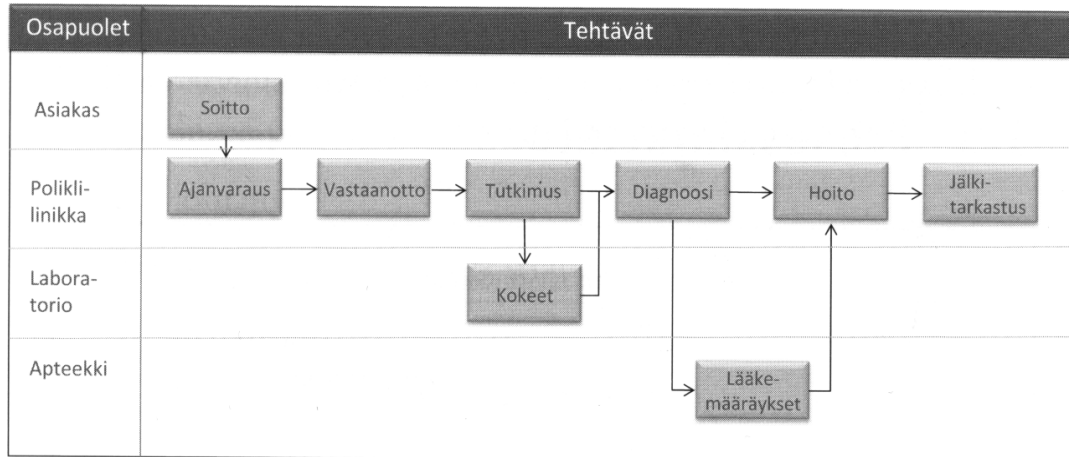 Osapuolet
Tehtävät
Asiakas
Soitto
Polikli-
linikka
Ajanvaraus
Vastaanotto
Tutkimus
Diagnoosi
Hoito
Jälki-
tarkastus
Labora-
torio
Kokeet
Apteekki
Lääke-
määräykset